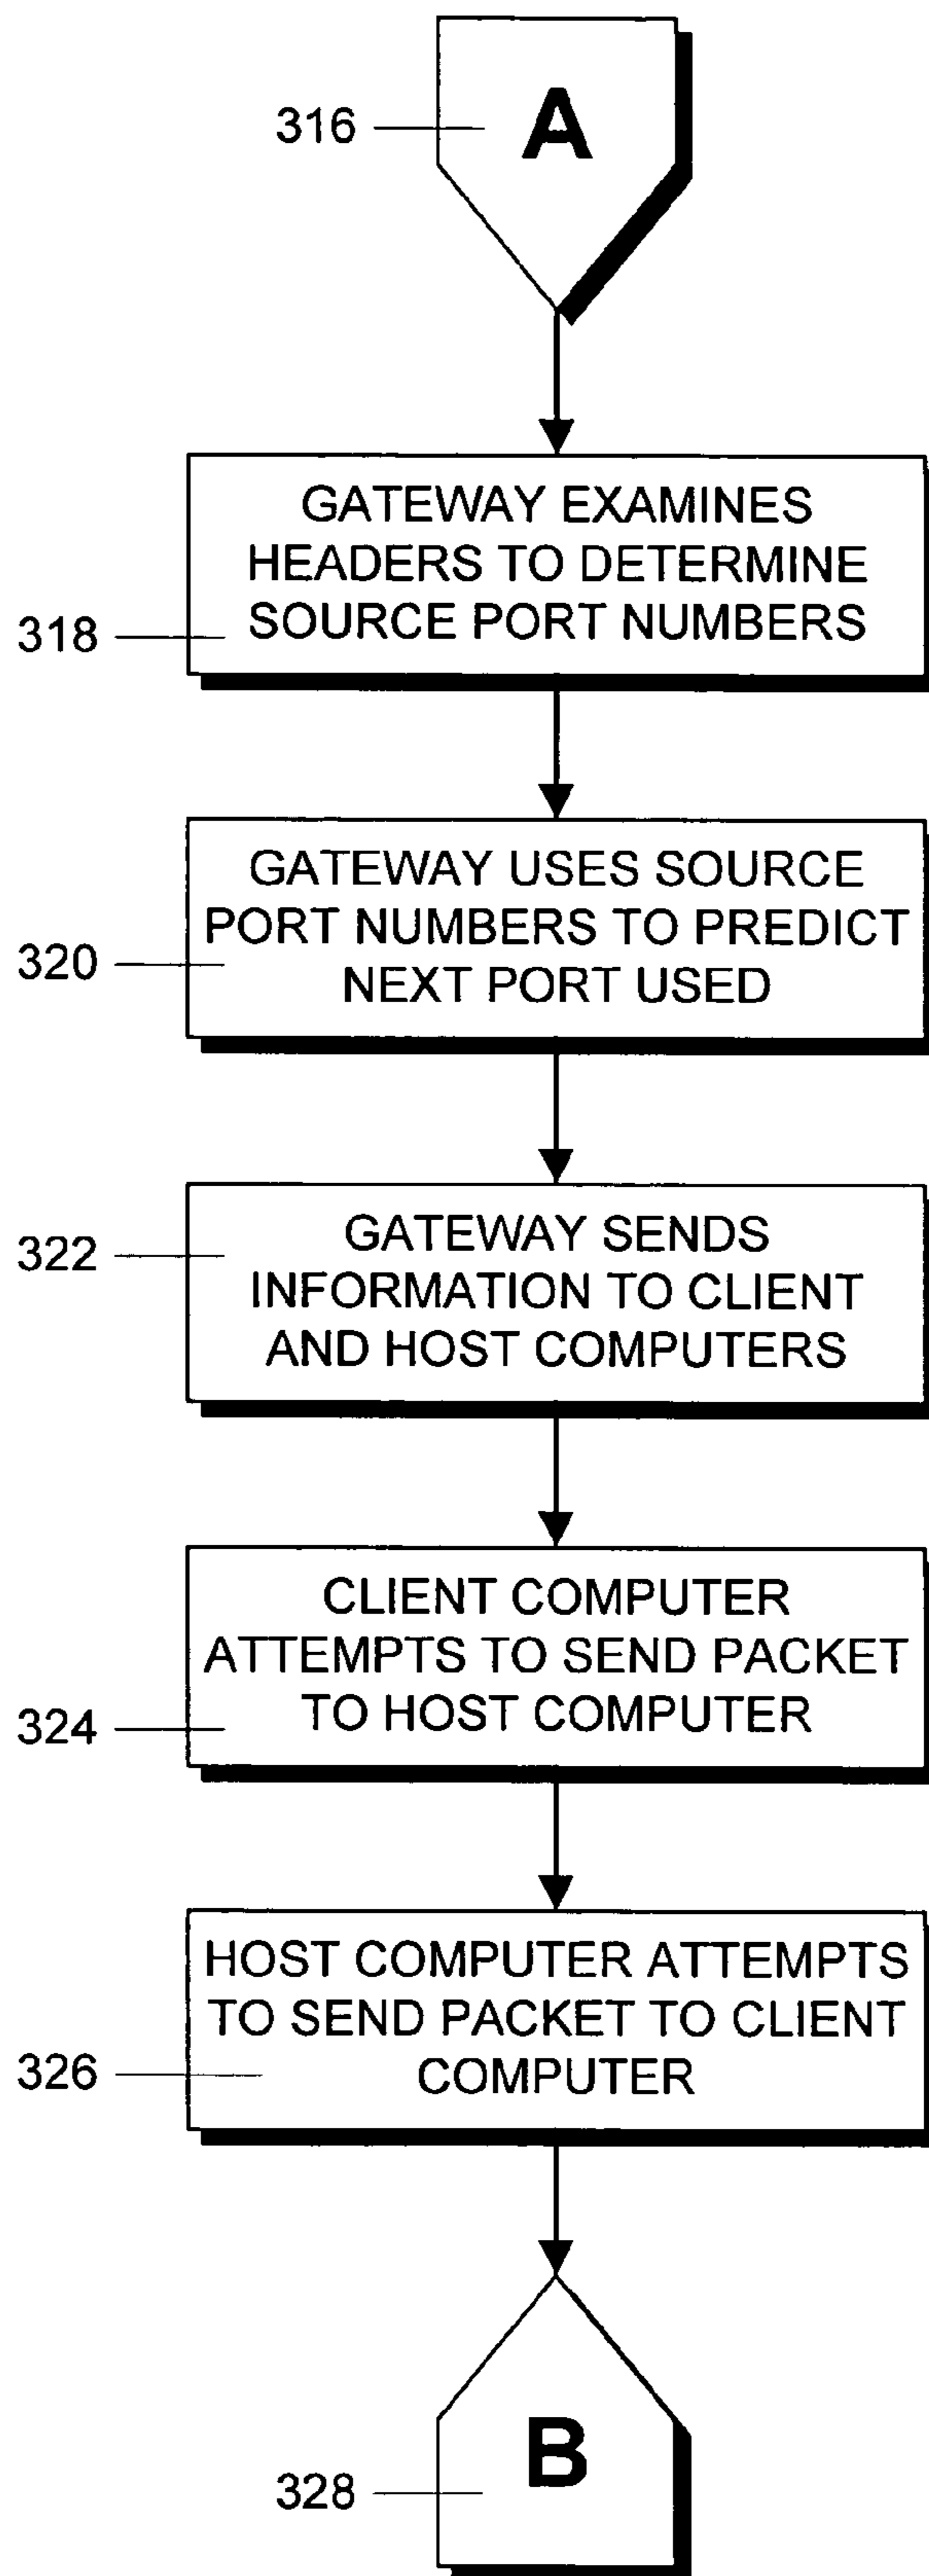 316
A
GATEWAY EXAMINES
HEADERS TO DETERMINE
SOURCE PORT NUMBERS
318
GATEWAY USES SOURCE
PORT NUMBERS TO PREDICT
NEXT PORT USED
320
GATEWAY SENDS
INFORMATION TO CLIENT
AND HOST COMPUTERS
322
CLIENT COMPUTER
ATTEMPTS TO SEND PACKET
TO HOST COMPUTER
324
HOST COMPUTER ATTEMPTS
TO SEND PACKET TO CLIENT
COMPUTER
326
B
328